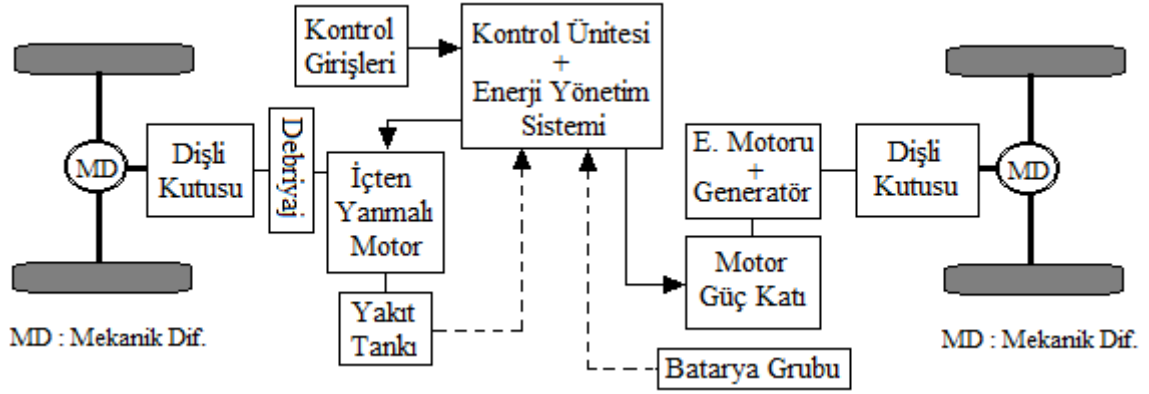 Kontrol
Girişleri
Kontrol Ünitesi
+
Enerji Yönetim
Sistemi
MD
Dişli
Kutusu
Debriyaj
İçten
Yanmalı
Motor
E. Motoru
+
Generatör
Dişli
Kutusu
MD
Motor
Güç Katı
Yakıt
Tankı
Batarya Grubu
MD : Mekanik Dif.
MD : Mekanik Dif.